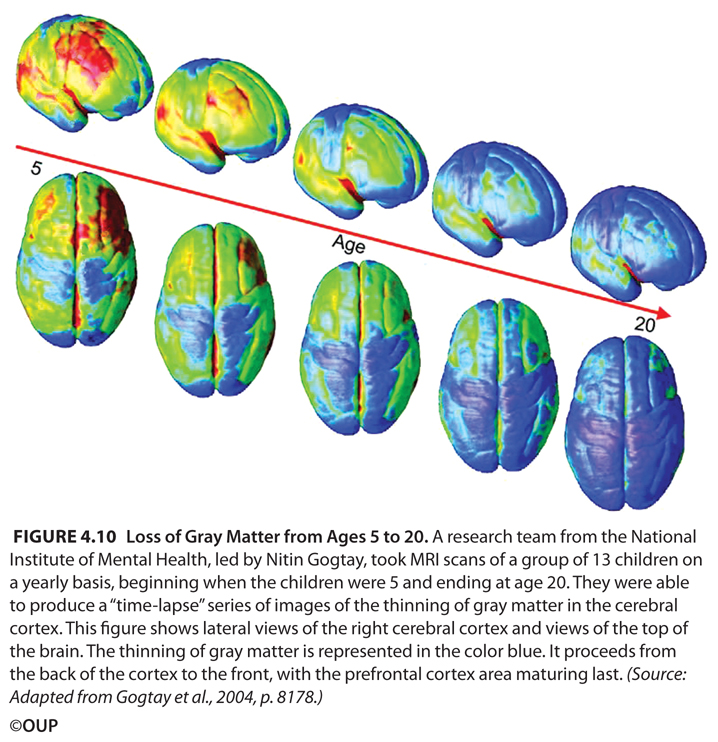 5
Age
20
FIGURE 4.10 Loss of Gray Matter from Ages 5 to 20. A research team from the National
Institute of Mental Health, led by Nitin Gogtay, took MRI scans of a group of 13 children on
a yearly basis, beginning when the children were 5 and ending at age 20. They were able
to produce a “time-lapse” series of images of the thinning of gray matter in the cerebral
cortex. This figure shows lateral views of the right cerebral cortex and views of the top of
the brain. The thinning of gray matter is represented in the color blue. It proceeds from
the back of the cortex to the front, with the prefrontal cortex area maturing last. (Source:
Adapted from Gogtay et al., 2004, p. 8178.)
©OUP